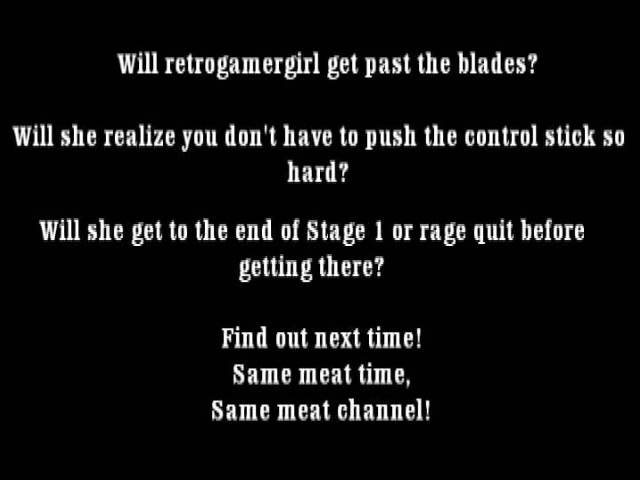 Will retrogamergirl get past the blades?
Will she realize you don't have to push the control stick so
hard?
Will she get to the end of Stage 1 or rage quit before
getting there?
Find out next time!
Same meat time,
Same meat channel!